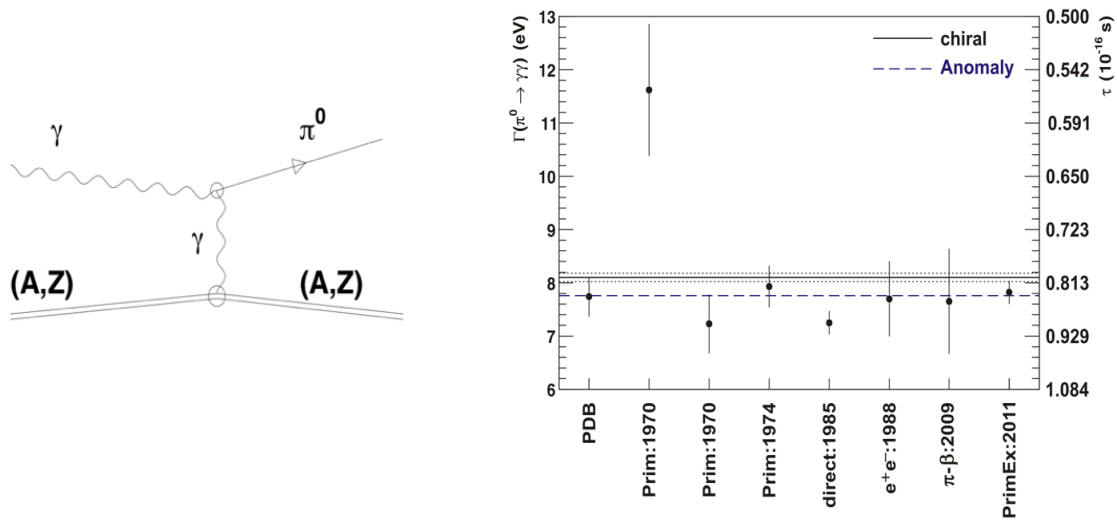 γ
π⁰
γ
(A,Z)
(A,Z)
Γ(π⁰ → γγ) (eV)
13
12
11
10
9
8
7
6
chiral
Anomaly
0.500
0.542
0.591
0.650
0.723
0.813
0.929
1.084
τ (10⁻¹⁶ s)
PDB
Prim:1970
Prim:1970
Prim:1974
direct:1985
e⁺e⁻:1988
π-β:2009
PrimEx:2011